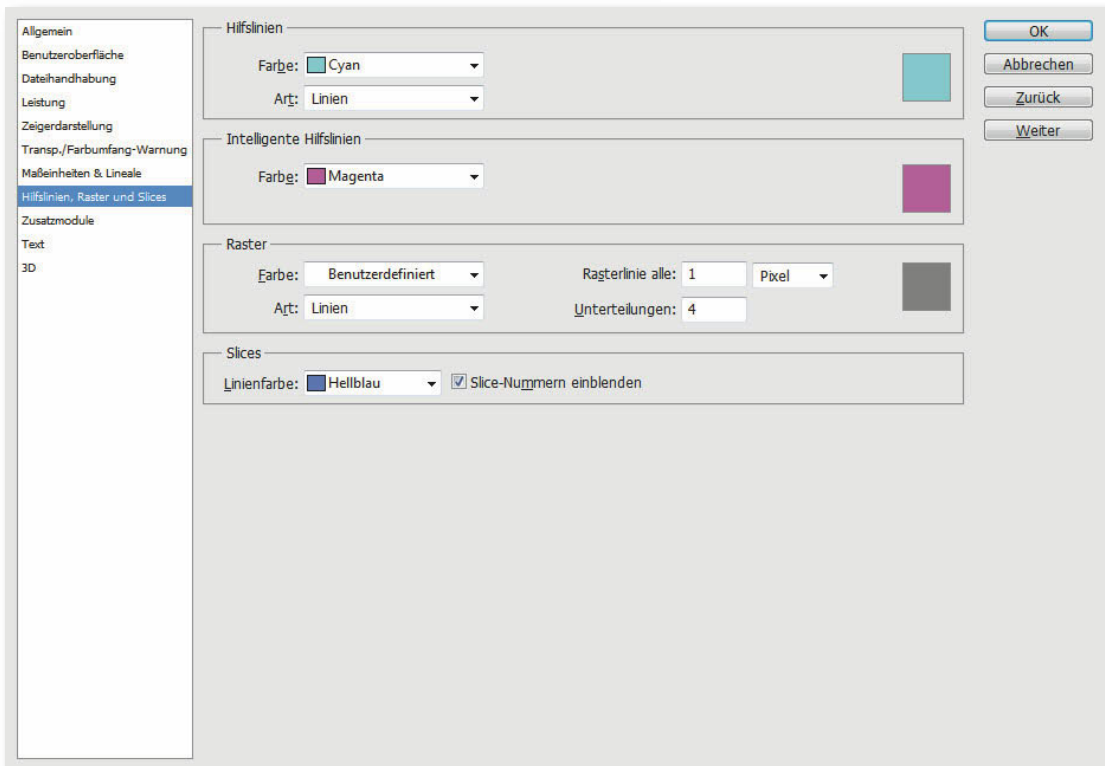 Allgemein
Benutzeroberfläche
Dateihandhabung
Leistung
Zeigerdarstellung
Transp./Farbumfang-Warnung
Maßeinheiten & Lineale
Hilfslinien, Raster und Slices
Zusatzmodule
Text
3D
Hilfslinien
Farbe: Cyan
Art: Linien
Intelligente Hilfslinien
Farbe: Magenta
Raster
Farbe: Benutzerdefiniert Rasterlinie alle: 1 Pixel
Art: Linien Unterteilungen: 4
Slices
Linienfarbe: Hellblau Slice-Nummern einblenden
OK
Abbrechen
Zurück
Weiter